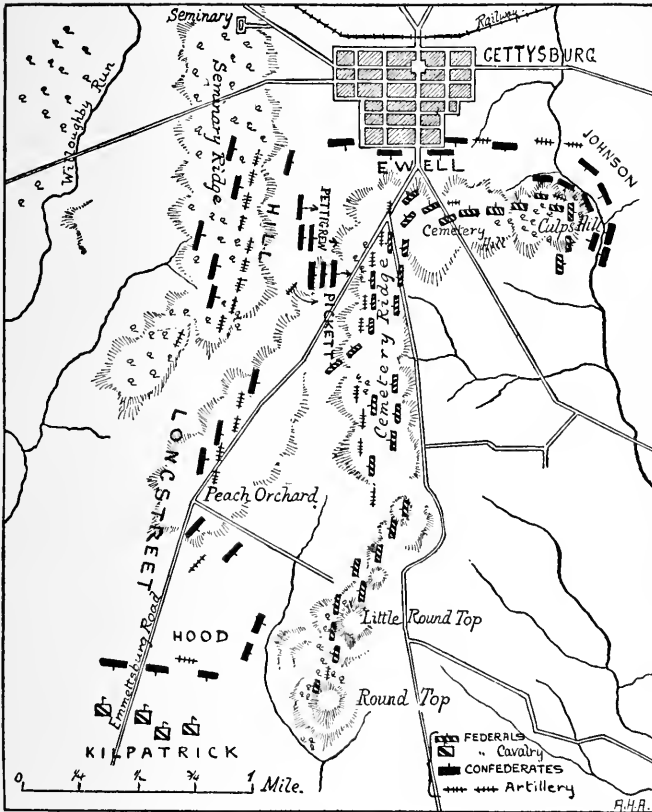 Seminary
Railway
GETTYSBURG
Willoughby Run
Seminary Ridge
JOHNSON
EWELL
HILL
PETTIGREW
Cemetery Hill
Culps Hill
PICKETT
Cemetery Ridge
LONGSTREET
Peach Orchard.
Emmettsburg Road
HOOD
Little Round Top
Round Top
KILPATRICK
FEDERALS
" Cavalry
CONFEDERATES
Artillery
0 1/4 1/2 3/4 1 Mile.
A.H.A.